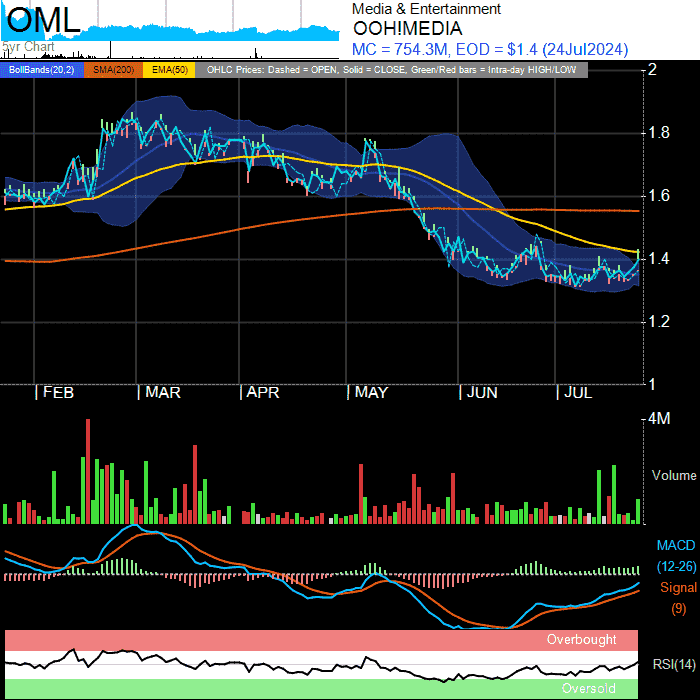 OML
5yr Chart
Media & Entertainment
OOH!MEDIA
MC = 754.3M, EOD = $1.4 (24Jul2024)
BollBands(20,2) SMA(200) EMA(50) OHLC Prices: Dashed = OPEN, Solid = CLOSE, Green/Red bars = Intra-day HIGH/LOW
2
1.8
1.6
1.4
1.2
1
| FEB | MAR | APR | MAY | JUN | JUL
4M
Volume
MACD
(12-26)
Signal
(9)
Overbought
RSI(14)
Oversold